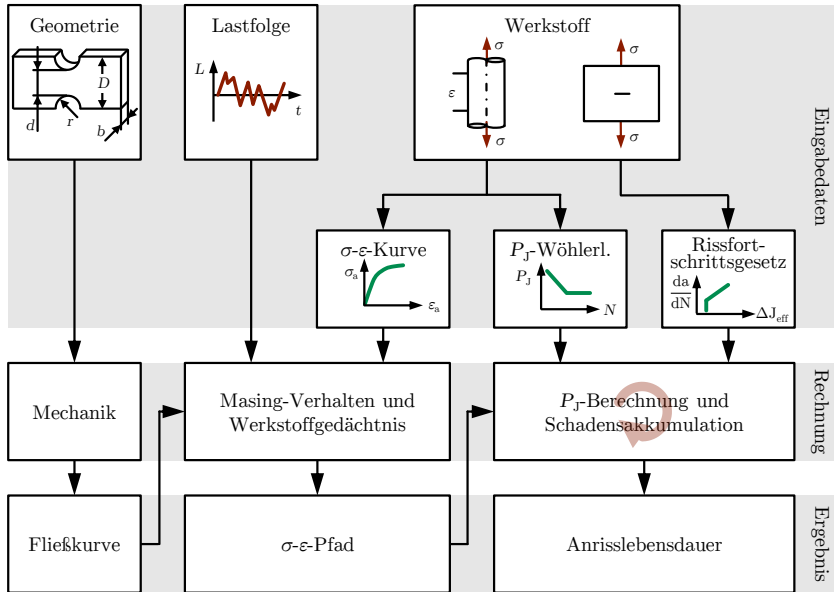 Geometrie
D
d
r
b
Lastfolge
L
t
Werkstoff
σ
ε
σ
σ
σ
Eingabedaten
σ-ε-Kurve
σa
εa
PJ-Wöhlerl.
PJ
N
Rissfort-
schrittsgesetz
da
dN
ΔJeff
Mechanik
Masing-Verhalten und
Werkstoffgedächtnis
PJ-Berechnung und
Schadensakkumulation
Rechnung
Fließkurve
σ-ε-Pfad
Anrisslebensdauer
Ergebnis